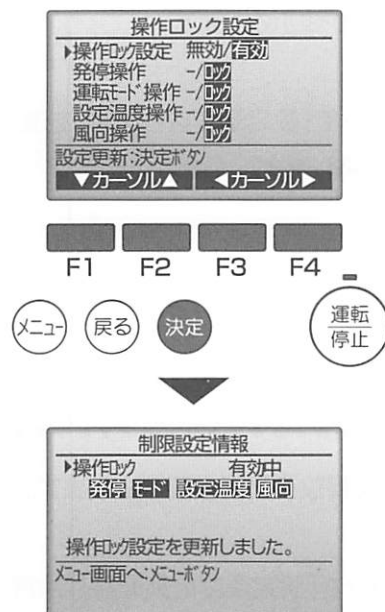 操作ロック設定
▶操作ロック設定 無効/有効
発停操作 -/ロック
運転モード操作 -/ロック
設定温度操作 -/ロック
風向操作 -/ロック
設定更新:決定ボタン
▼カーソル▲ ◀カーソル▶
F1 F2 F3 F4
メニュー 戻る 決定 運転
停止
制限設定情報
▶操作ロック 有効中
発停 モード 設定温度 風向
操作ロック設定を更新しました。
メニュー画面へ:メニューボタン